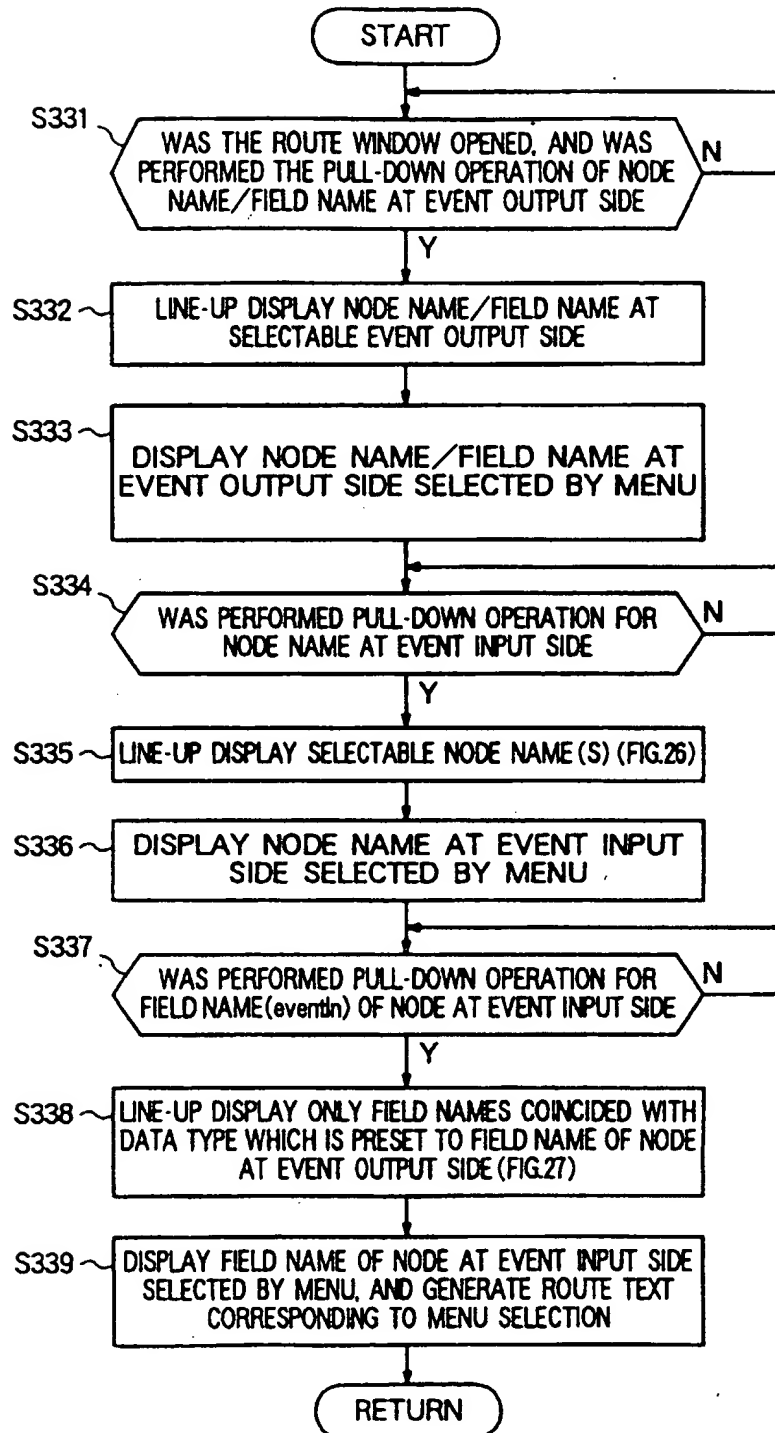 START
S331
WAS THE ROUTE WINDOW OPENED, AND WAS
PERFORMED THE PULL-DOWN OPERATION OF NODE
NAME/FIELD NAME AT EVENT OUTPUT SIDE
N
Y
S332
LINE-UP DISPLAY NODE NAME/FIELD NAME AT
SELECTABLE EVENT OUTPUT SIDE
S333
DISPLAY NODE NAME/FIELD NAME AT
EVENT OUTPUT SIDE SELECTED BY MENU
S334
WAS PERFORMED PULL-DOWN OPERATION FOR
NODE NAME AT EVENT INPUT SIDE
N
Y
S335
LINE-UP DISPLAY SELECTABLE NODE NAME(S) (FIG.26)
S336
DISPLAY NODE NAME AT EVENT INPUT
SIDE SELECTED BY MENU
S337
WAS PERFORMED PULL-DOWN OPERATION FOR
FIELD NAME(eventIn) OF NODE AT EVENT INPUT SIDE
N
Y
S338
LINE-UP DISPLAY ONLY FIELD NAMES COINCIDED WITH
DATA TYPE WHICH IS PRESET TO FIELD NAME OF NODE
AT EVENT OUTPUT SIDE (FIG.27)
S339
DISPLAY FIELD NAME OF NODE AT EVENT INPUT SIDE
SELECTED BY MENU, AND GENERATE ROUTE TEXT
CORRESPONDING TO MENU SELECTION
RETURN